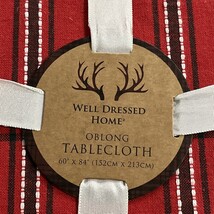 WELL DRESSED
HOME®
OBLONG
TABLECLOTH
60" X 84" (152CM X 213CM)